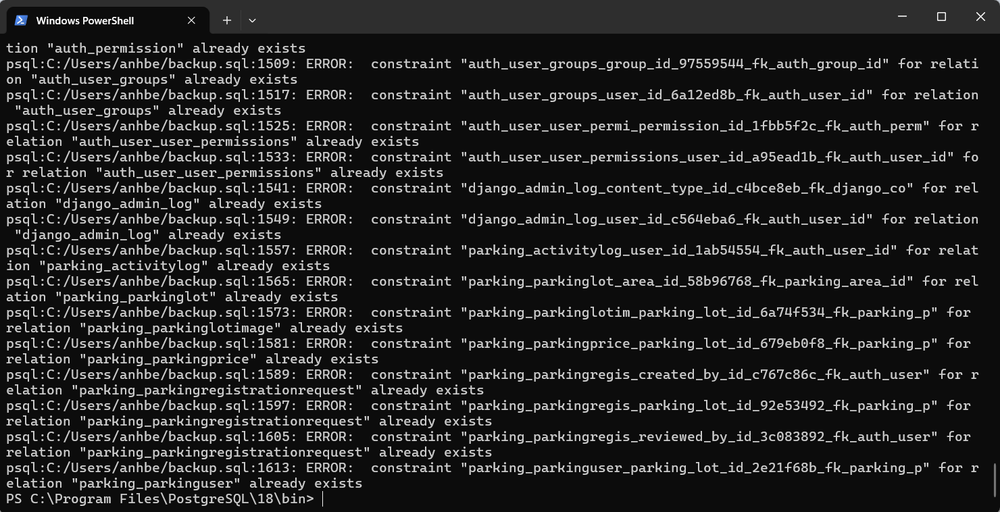 Windows PowerShell
tion "auth_permission" already exists
psql:C:/Users/anhbe/backup.sql:1509: ERROR:  constraint "auth_user_groups_group_id_97559544_fk_auth_group_id" for relati
on "auth_user_groups" already exists
psql:C:/Users/anhbe/backup.sql:1517: ERROR:  constraint "auth_user_groups_user_id_6a12ed8b_fk_auth_user_id" for relation
 "auth_user_groups" already exists
psql:C:/Users/anhbe/backup.sql:1525: ERROR:  constraint "auth_user_user_permi_permission_id_1fbb5f2c_fk_auth_perm" for r
elation "auth_user_user_permissions" already exists
psql:C:/Users/anhbe/backup.sql:1533: ERROR:  constraint "auth_user_user_permissions_user_id_a95ead1b_fk_auth_user_id" fo
r relation "auth_user_user_permissions" already exists
psql:C:/Users/anhbe/backup.sql:1541: ERROR:  constraint "django_admin_log_content_type_id_c4bce8eb_fk_django_co" for rel
ation "django_admin_log" already exists
psql:C:/Users/anhbe/backup.sql:1549: ERROR:  constraint "django_admin_log_user_id_c564eba6_fk_auth_user_id" for relation
 "django_admin_log" already exists
psql:C:/Users/anhbe/backup.sql:1557: ERROR:  constraint "parking_activitylog_user_id_1ab54554_fk_auth_user_id" for relat
ion "parking_activitylog" already exists
psql:C:/Users/anhbe/backup.sql:1565: ERROR:  constraint "parking_parkinglot_area_id_58b96768_fk_parking_area_id" for rel
ation "parking_parkinglot" already exists
psql:C:/Users/anhbe/backup.sql:1573: ERROR:  constraint "parking_parkinglotim_parking_lot_id_6a74f534_fk_parking_p" for
relation "parking_parkinglotimage" already exists
psql:C:/Users/anhbe/backup.sql:1581: ERROR:  constraint "parking_parkingprice_parking_lot_id_679eb0f8_fk_parking_p" for
relation "parking_parkingprice" already exists
psql:C:/Users/anhbe/backup.sql:1589: ERROR:  constraint "parking_parkingregis_created_by_id_c767c86c_fk_auth_user" for r
elation "parking_parkingregistrationrequest" already exists
psql:C:/Users/anhbe/backup.sql:1597: ERROR:  constraint "parking_parkingregis_parking_lot_id_92e53492_fk_parking_p" for
relation "parking_parkingregistrationrequest" already exists
psql:C:/Users/anhbe/backup.sql:1605: ERROR:  constraint "parking_parkingregis_reviewed_by_id_3c083892_fk_auth_user" for
relation "parking_parkingregistrationrequest" already exists
psql:C:/Users/anhbe/backup.sql:1613: ERROR:  constraint "parking_parkinguser_parking_lot_id_2e21f68b_fk_parking_p" for r
elation "parking_parkinguser" already exists
PS C:\Program Files\PostgreSQL\18\bin>